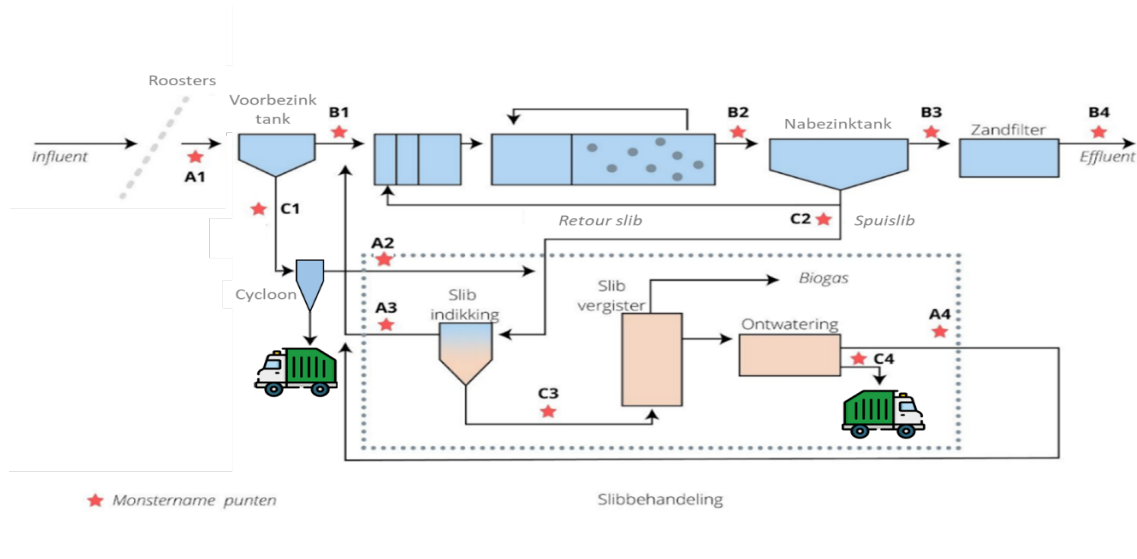 Roosters
Voorbezink
tank
B1
B2
Nabezinktank
B3
Zandfilter
B4
Influent
A1
Effluent
C1
Retour slib
C2
Spuislib
A2
Cycloon
A3
Slib
indikking
Slib
vergister
Biogas
Ontwatering
A4
C4
C3
Monstername punten
Slibbehandeling